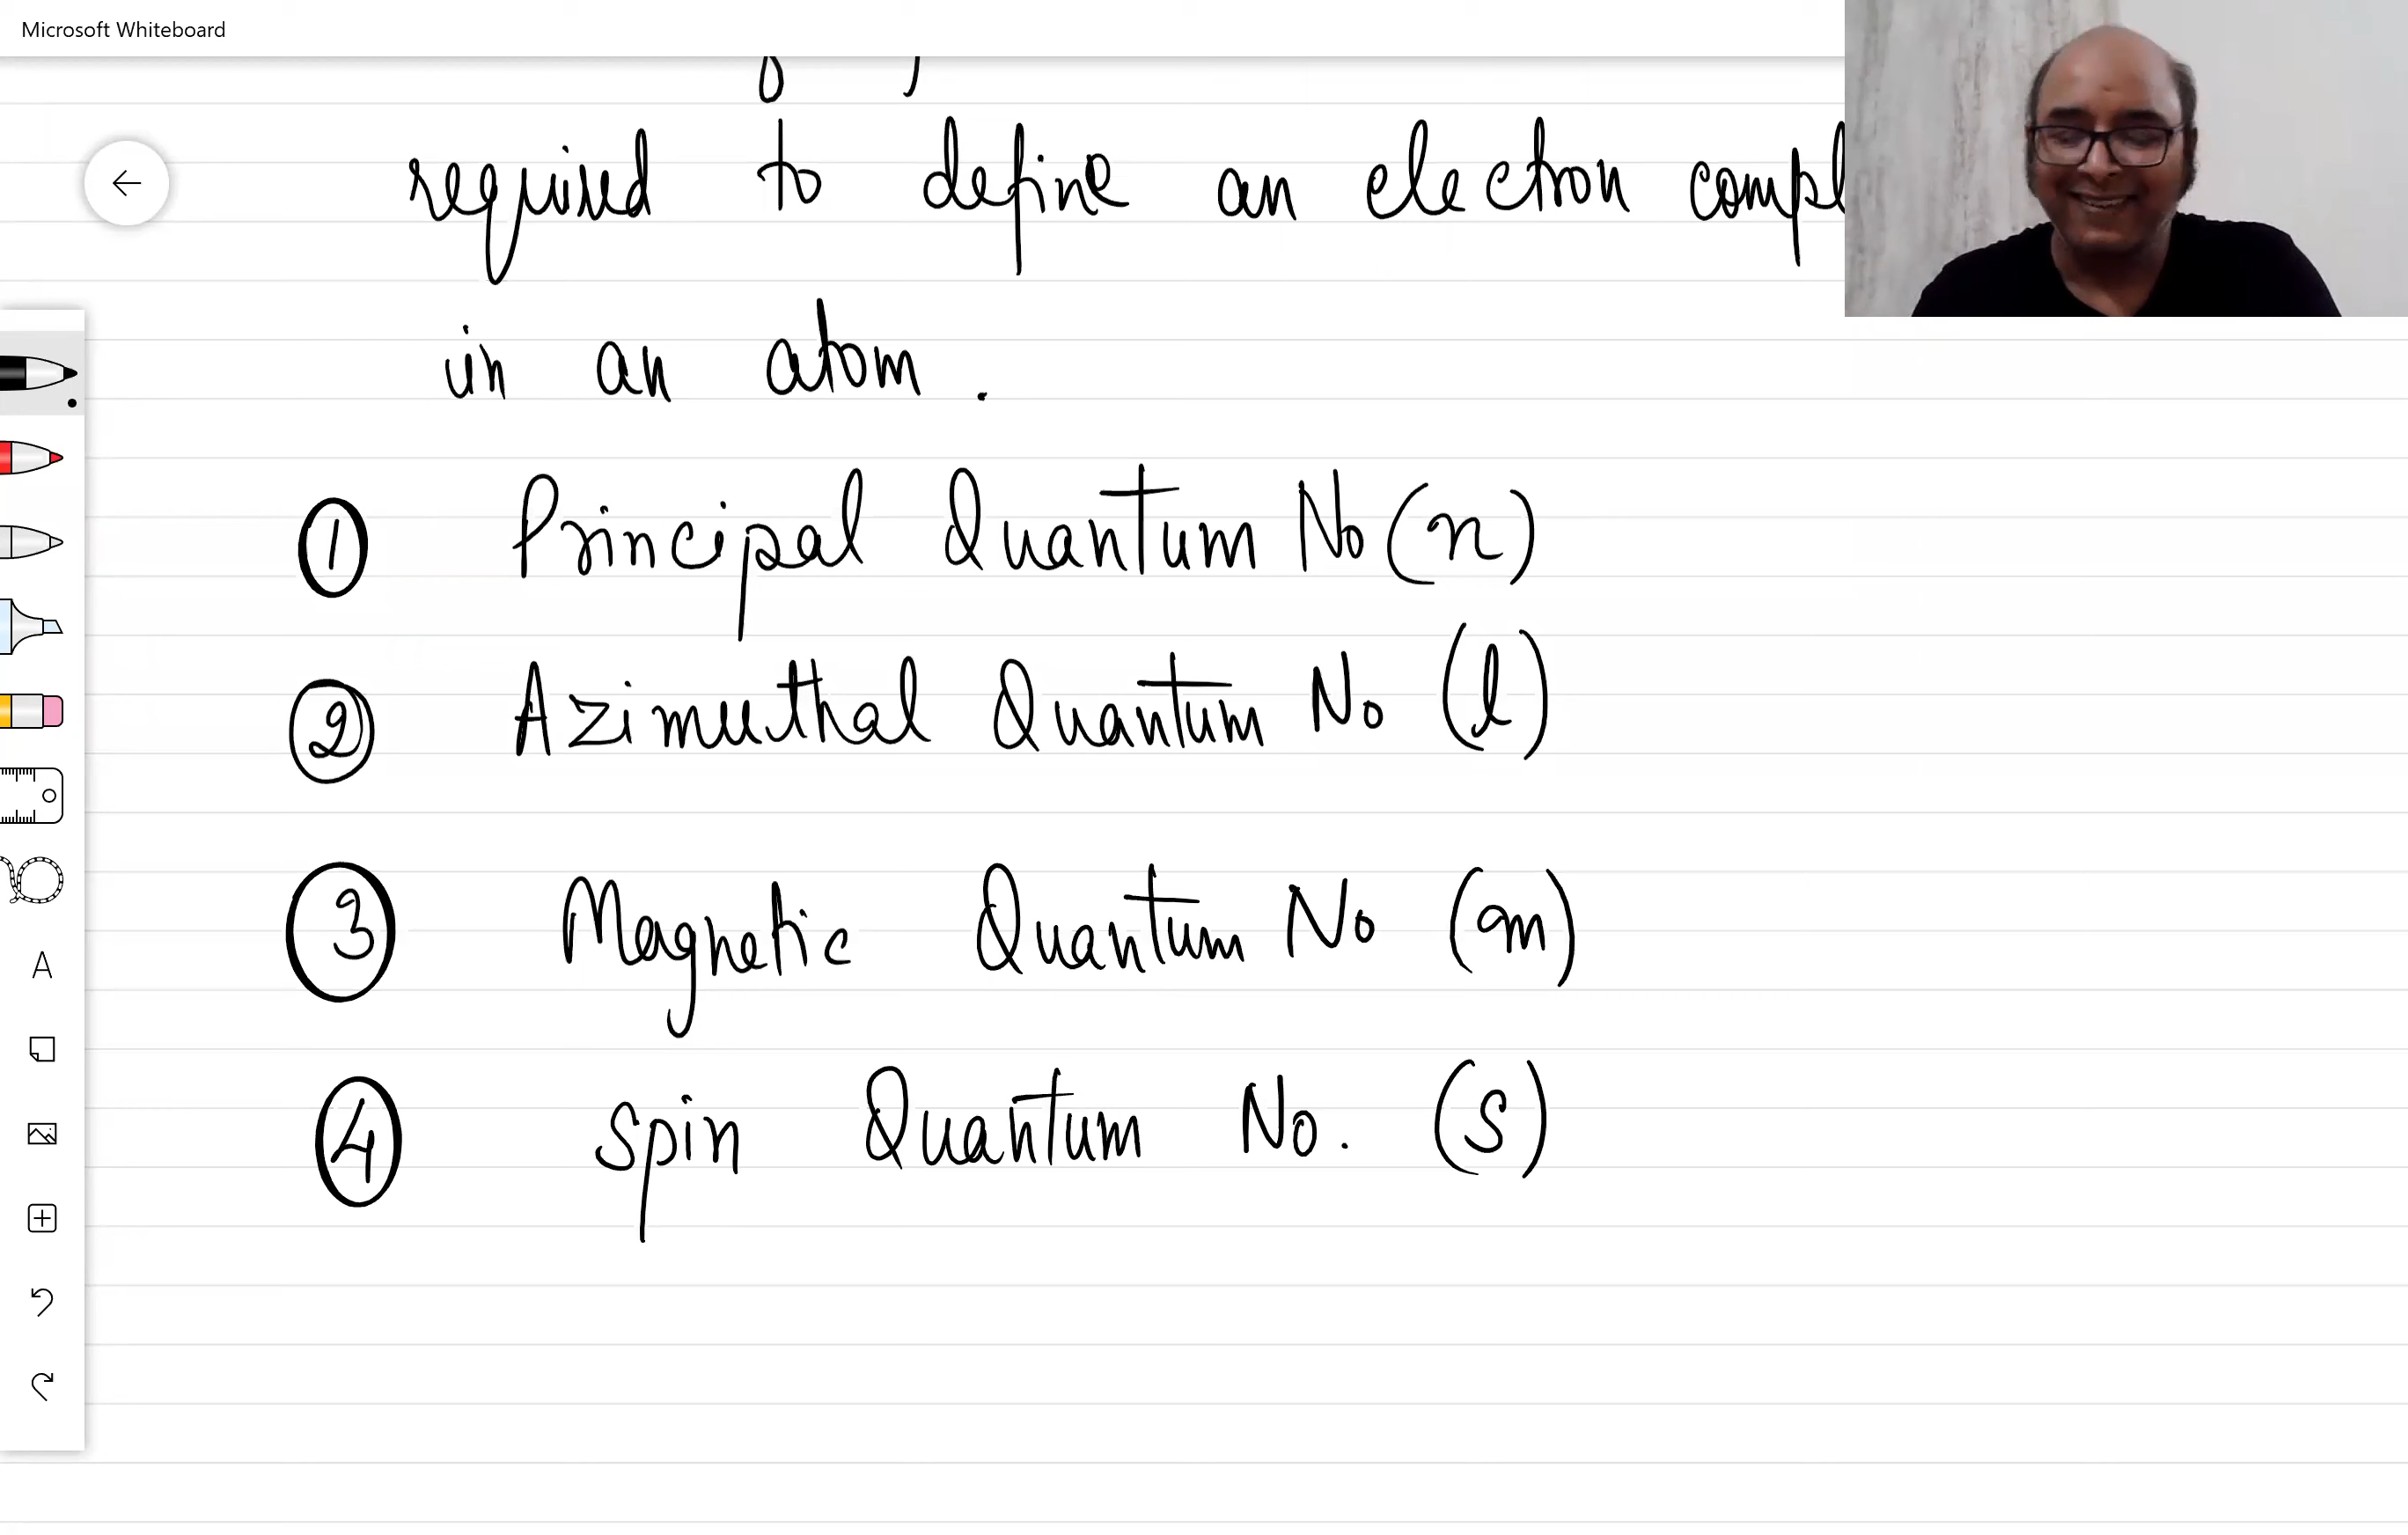 Microsoft Whiteboard
required to define an electron compl
in an atom.
① Principal Quantum No (n)
② Azimuthal Quantum No (l)
③ Magnetic Quantum No (m)
④ Spin Quantum No. (s)